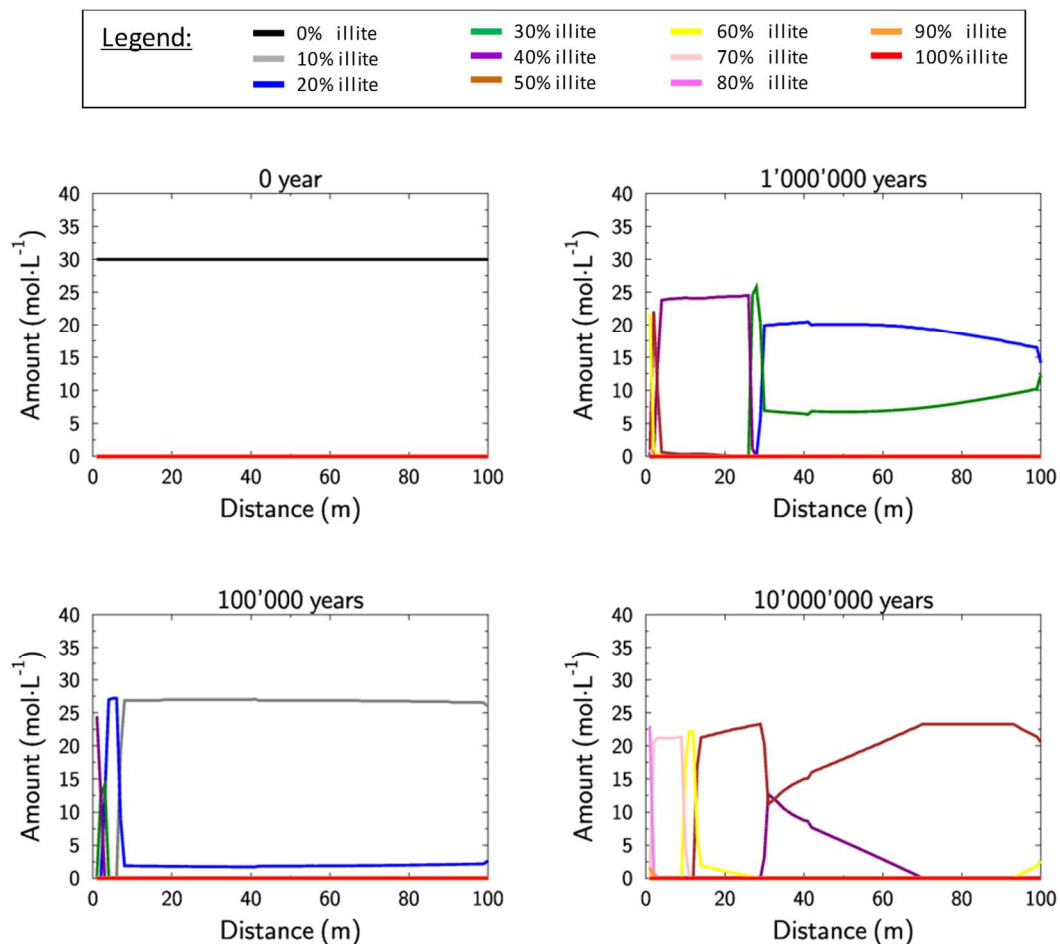 Legend:
0% illite
10% illite
20% illite
30% illite
40% illite
50% illite
60% illite
70% illite
80% illite
90% illite
100% illite
0 year
40
35
30
25
20
15
10
5
0
Amount (mol·L⁻¹)
0 20 40 60 80 100
Distance (m)
1'000'000 years
40
35
30
25
20
15
10
5
0
Amount (mol·L⁻¹)
0 20 40 60 80 100
Distance (m)
100'000 years
40
35
30
25
20
15
10
5
0
Amount (mol·L⁻¹)
0 20 40 60 80 100
Distance (m)
10'000'000 years
40
35
30
25
20
15
10
5
0
Amount (mol·L⁻¹)
0 20 40 60 80 100
Distance (m)